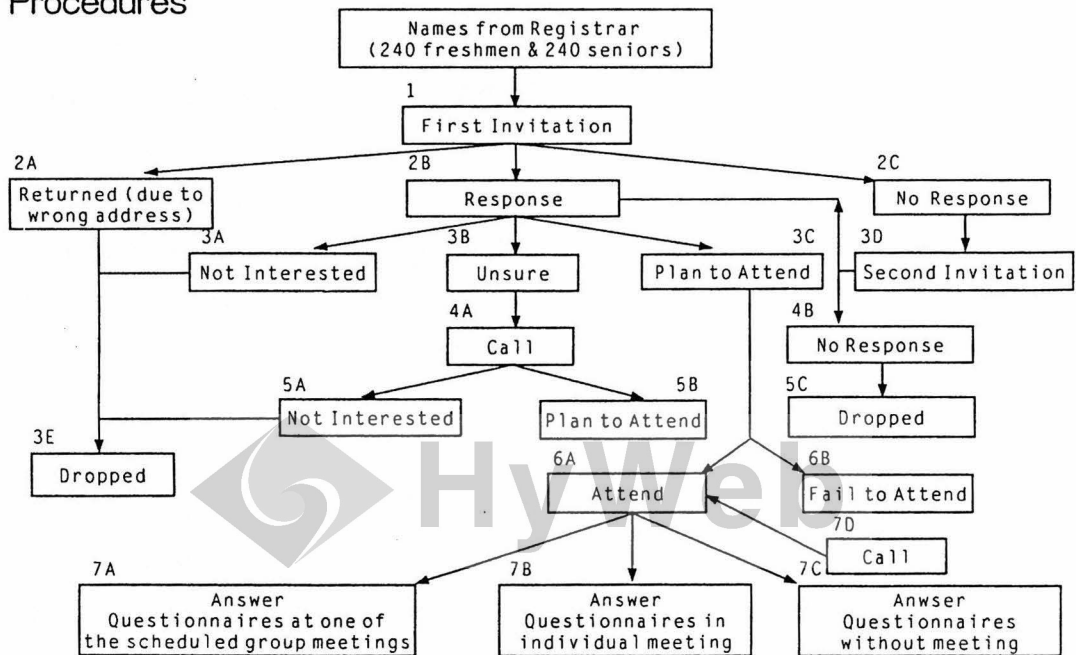 Procedures
Names from Registrar
(240 freshmen & 240 seniors)
1
First Invitation
2A
2B
2C
Returned (due to
wrong address)
Response
No Response
3A
3B
3C
3D
Not Interested
Unsure
Plan to Attend
Second Invitation
4A
4B
Call
No Response
5A
5B
5C
Not Interested
Plan to Attend
Dropped
3E
Dropped
6A
6B
Attend
Fail to Attend
HyWeb
7D
Call
7A
7B
7C
Answer
Questionnaires at one of
the scheduled group meetings
Answer
Questionnaires in
individual meeting
Anwser
Questionnaires
without meeting